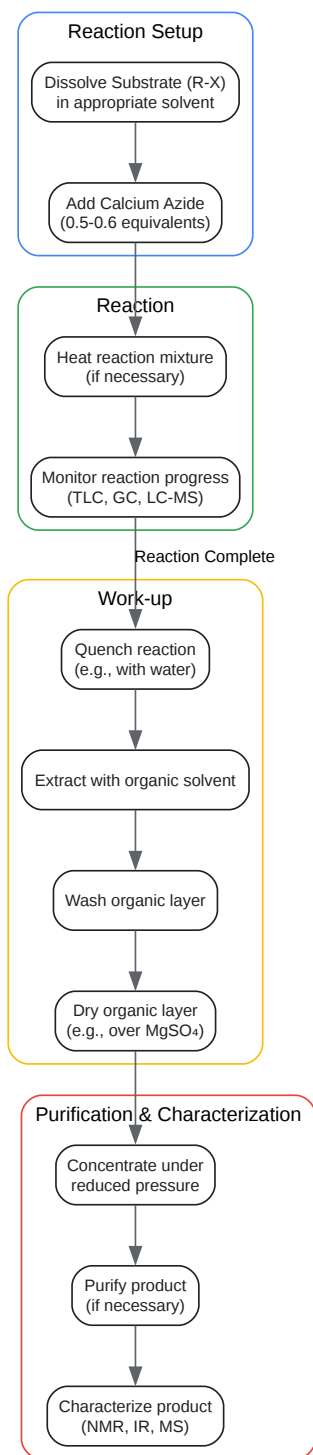 Reaction Setup
Dissolve Substrate (R-X)
in appropriate solvent
Add Calcium Azide
(0.5-0.6 equivalents)
Reaction
Heat reaction mixture
(if necessary)
Monitor reaction progress
(TLC, GC, LC-MS)
Reaction Complete
Work-up
Quench reaction
(e.g., with water)
Extract with organic solvent
Wash organic layer
Dry organic layer
(e.g., over MgSO₄)
Purification & Characterization
Concentrate under
reduced pressure
Purify product
(if necessary)
Characterize product
(NMR, IR, MS)